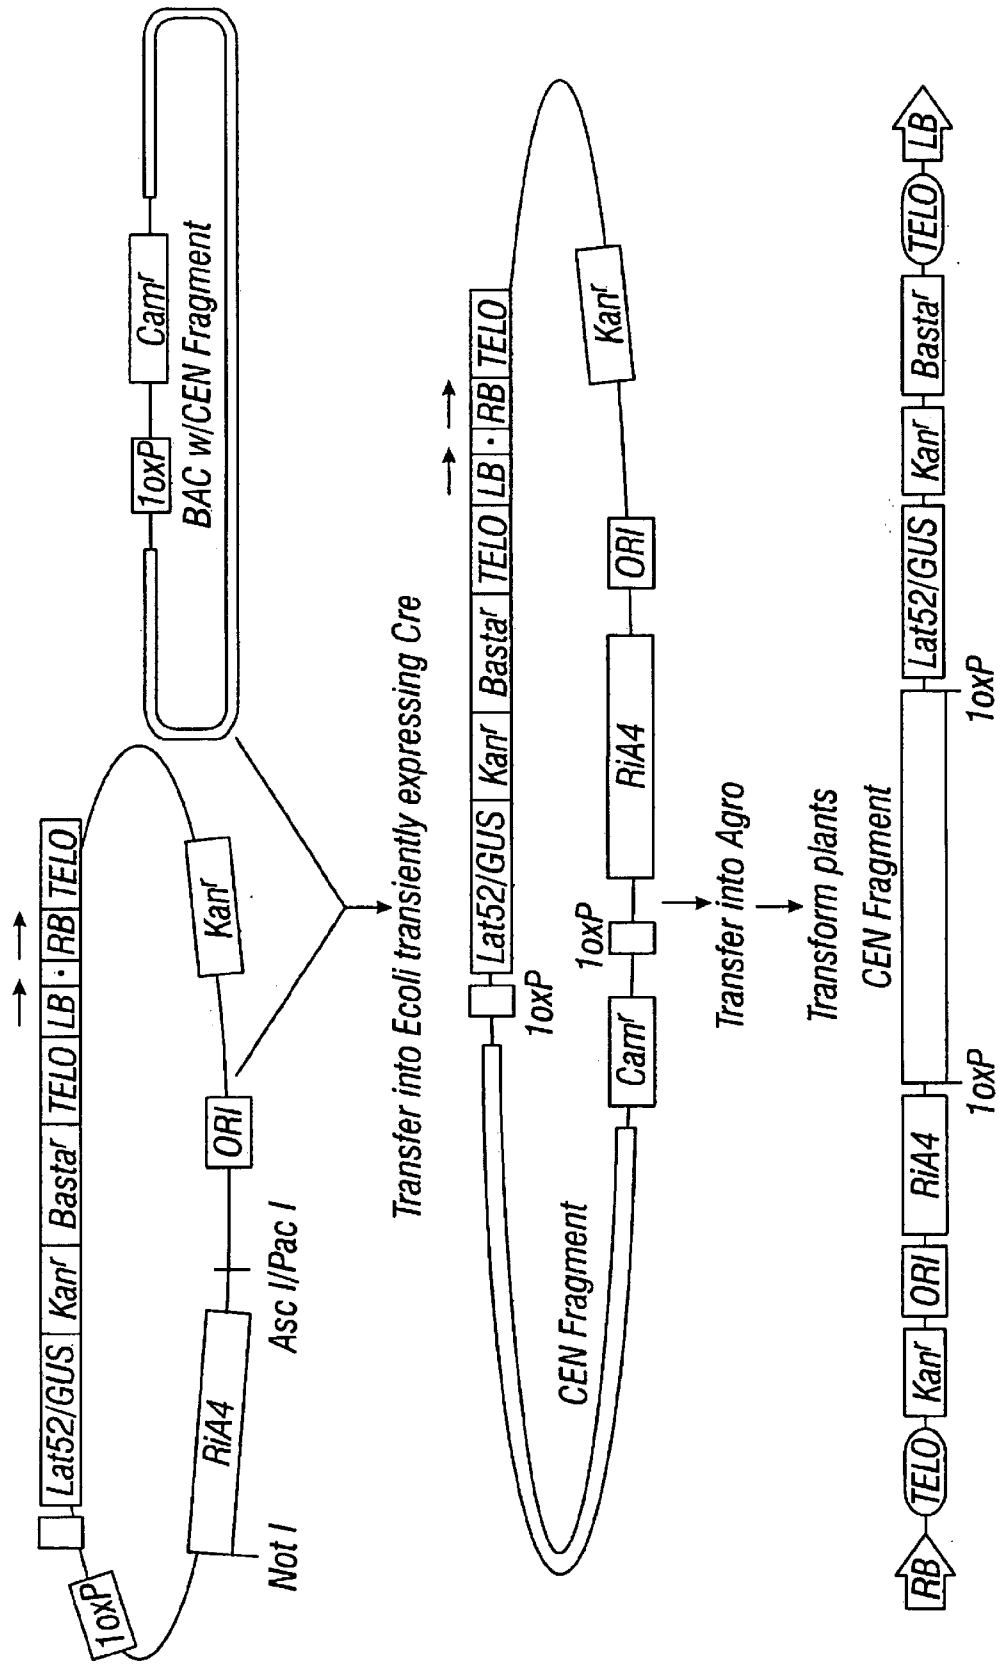 Lat52/GUS Kanʳ Bastaʳ TELO LB · RB TELO
1oxP
Kanʳ
ORI
RiA4
Not I
Asc I/Pac I
1oxP Camʳ
BAC w/CEN Fragment
Transfer into Ecoli transiently expressing Cre
Lat52/GUS Kanʳ Bastaʳ TELO LB · RB TELO
1oxP
Kanʳ
ORI
RiA4
1oxP
Camʳ
CEN Fragment
Transfer into Agro
Transform plants
CEN Fragment
RB TELO Kanʳ ORI RiA4 Lat52/GUS Kanʳ Bastaʳ TELO LB
1oxP 1oxP